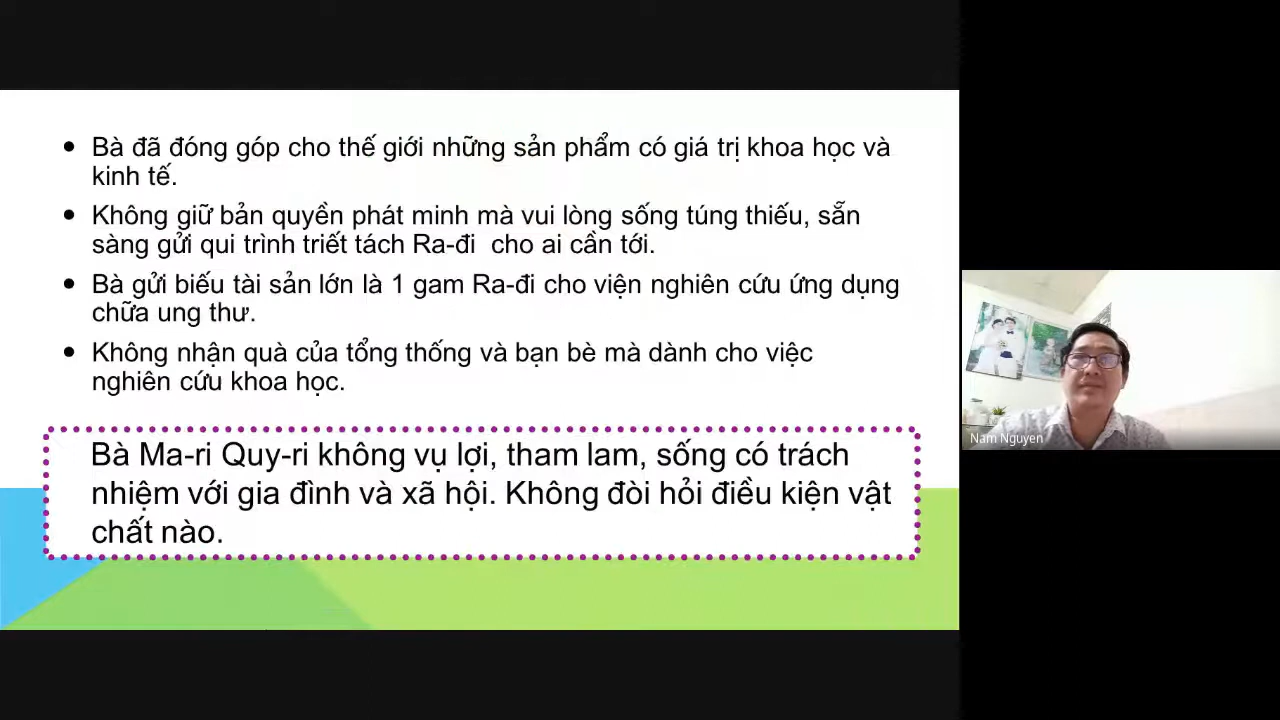 Bà đã đóng góp cho thế giới những sản phẩm có giá trị khoa học và
kinh tế.
Không giữ bản quyền phát minh mà vui lòng sống túng thiếu, sẵn
sàng gửi qui trình triết tách Ra-đi  cho ai cần tới.
Bà gửi biếu tài sản lớn là 1 gam Ra-đi cho viện nghiên cứu ứng dụng
chữa ung thư.
Không nhận quà của tổng thống và bạn bè mà dành cho việc
nghiên cứu khoa học.
Bà Ma-ri Quy-ri không vụ lợi, tham lam, sống có trách
nhiệm với gia đình và xã hội. Không đòi hỏi điều kiện vật
chất nào.
Nam Nguyen